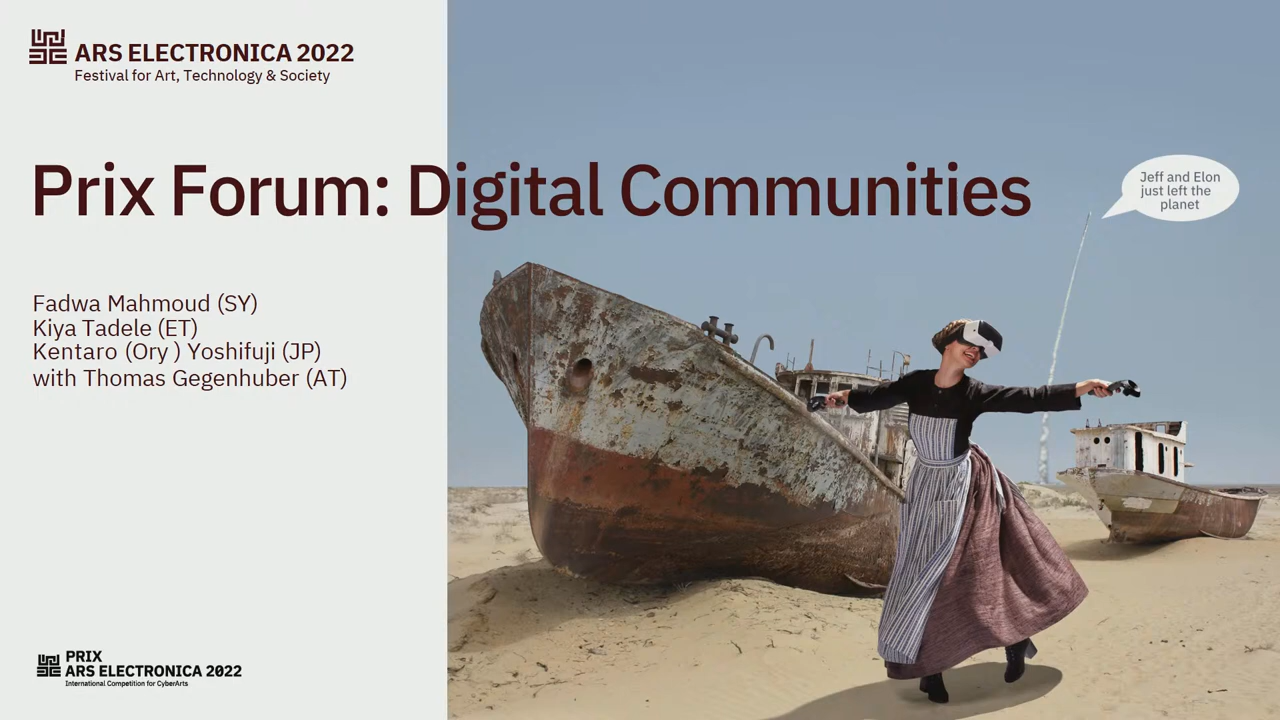 ARS ELECTRONICA 2022
Festival for Art, Technology & Society
Prix Forum: Digital Communities
Jeff and Elon
just left the
planet
Fadwa Mahmoud (SY)
Kiya Tadele (ET)
Kentaro (Ory ) Yoshifuji (JP)
with Thomas Gegenhuber (AT)
PRIX
ARS ELECTRONICA 2022
International Competition for CyberArts